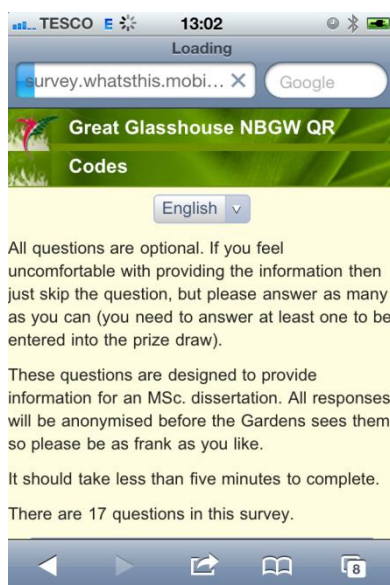 TESCO E 13:02
Loading
survey.whatsthis.mobi... Google
Great Glasshouse NBGW QR
Codes
English
All questions are optional. If you feel
uncomfortable with providing the information then
just skip the question, but please answer as many
as you can (you need to answer at least one to be
entered into the prize draw).
These questions are designed to provide
information for an MSc. dissertation. All responses
will be anonymised before the Gardens sees them
so please be as frank as you like.
It should take less than five minutes to complete.
There are 17 questions in this survey.
8